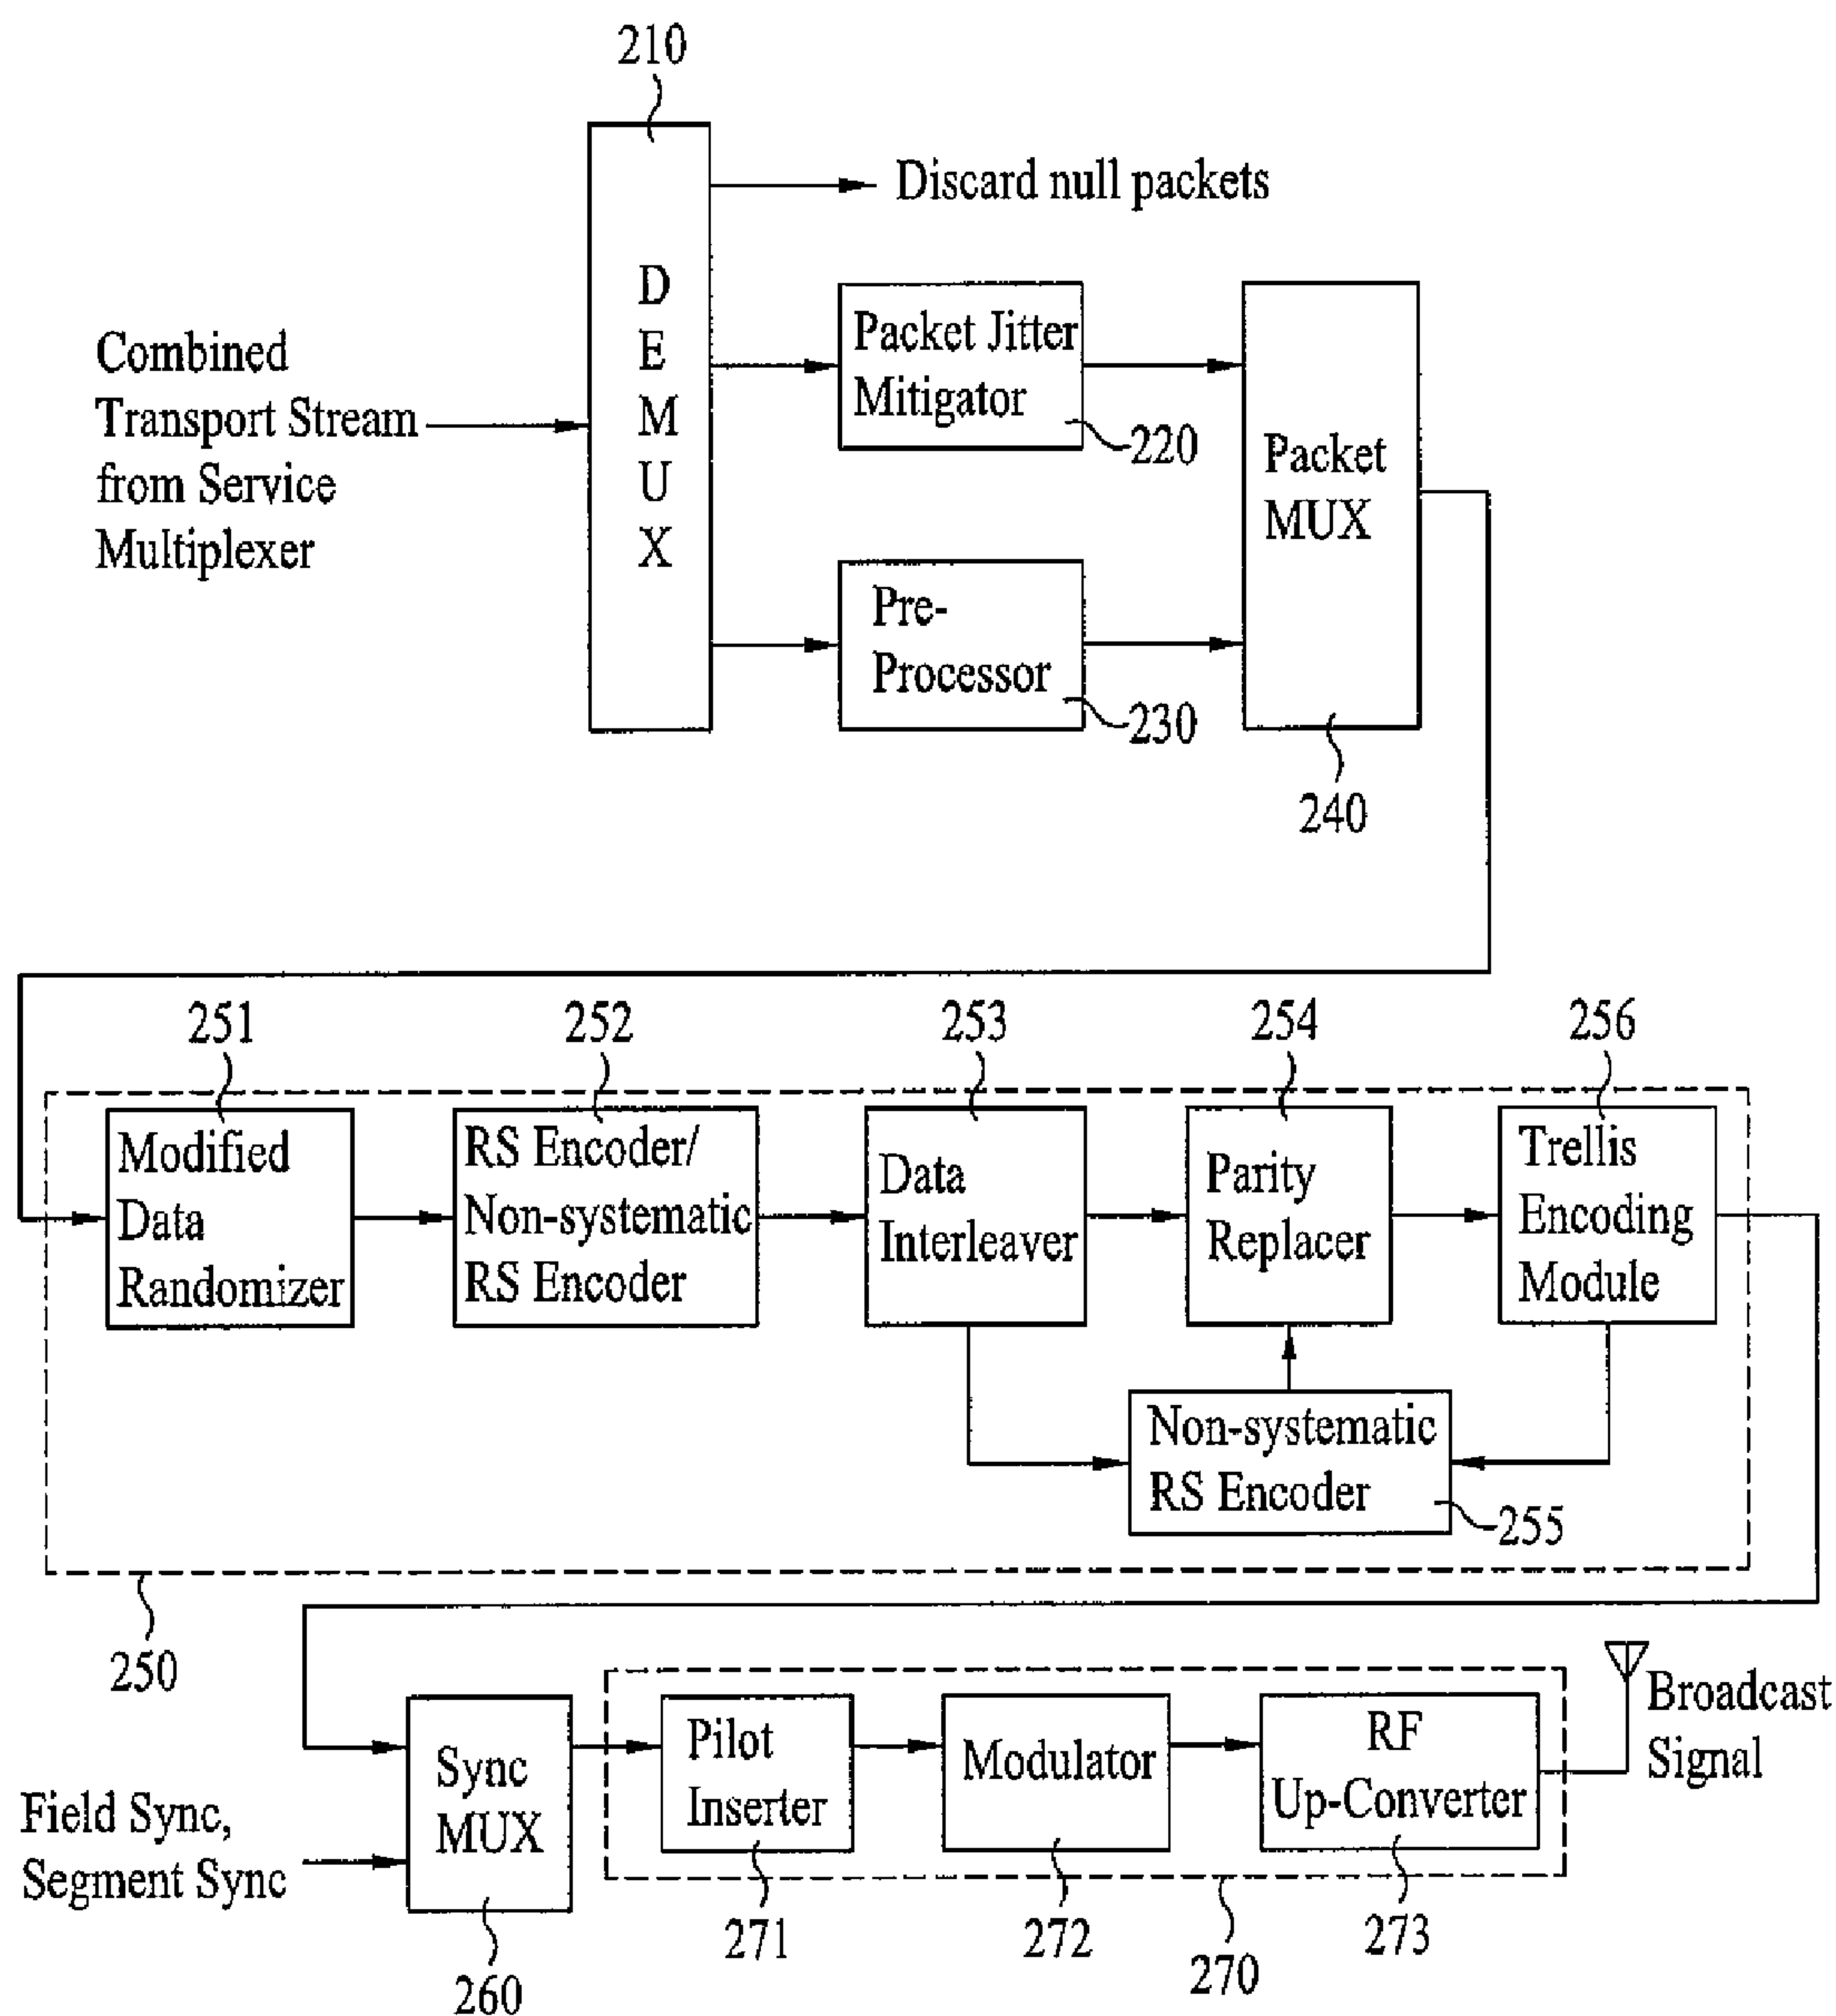 210
Discard null packets
D
E
M
U
X
Combined
Transport Stream
from Service
Multiplexer
Packet Jitter
Mitigator
220
Pre-
Processor
230
Packet
MUX
240
251
252
253
254
256
Modified
Data
Randomizer
RS Encoder/
Non-systematic
RS Encoder
Data
Interleaver
Parity
Replacer
Trellis
Encoding
Module
Non-systematic
RS Encoder
255
250
Field Sync,
Segment Sync
Sync
MUX
260
Pilot
Inserter
271
Modulator
272
RF
Up-Converter
273
270
Broadcast
Signal